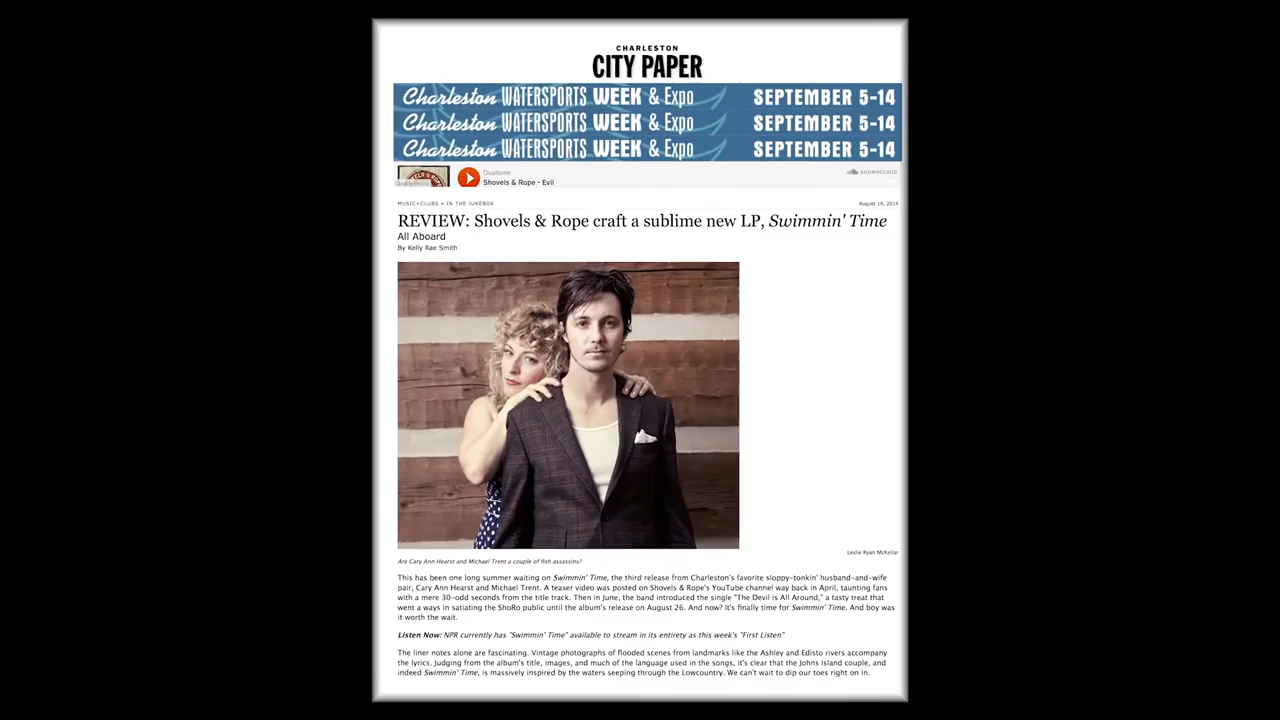 CHARLESTON
CITY PAPER
Charleston WATERSPORTS WEEK & Expo SEPTEMBER 5-14
Charleston WATERSPORTS WEEK & Expo SEPTEMBER 5-14
Charleston WATERSPORTS WEEK & Expo SEPTEMBER 5-14
Dualtone
SOUNDCLOUD
Shovels & Rope - Evil
MUSIC+CLUBS » IN THE JUKEBOX
August 19, 2014
REVIEW: Shovels & Rope craft a sublime new LP, Swimmin' Time
All Aboard
By Kelly Rae Smith
Leslie Ryan McKellar
Are Cary Ann Hearst and Michael Trent a couple of fish assassins?
This has been one long summer waiting on Swimmin' Time, the third release from Charleston's favorite sloppy-tonkin' husband-and-wife
pair, Cary Ann Hearst and Michael Trent. A teaser video was posted on Shovels & Rope's YouTube channel way back in April, taunting fans
with a mere 30-odd seconds from the title track. Then in June, the band introduced the single "The Devil is All Around," a tasty treat that
went a ways in satiating the ShoRo public until the album's release on August 26. And now? It's finally time for Swimmin' Time. And boy was
it worth the wait.
Listen Now: NPR currently has "Swimmin' Time" available to stream in its entirety as this week's "First Listen"
The liner notes alone are fascinating. Vintage photographs of flooded scenes from landmarks like the Ashley and Edisto rivers accompany
the lyrics. Judging from the album's title, images, and much of the language used in the songs, it's clear that the Johns Island couple, and
indeed Swimmin' Time, is massively inspired by the waters seeping through the Lowcountry. We can't wait to dip our toes right on in.